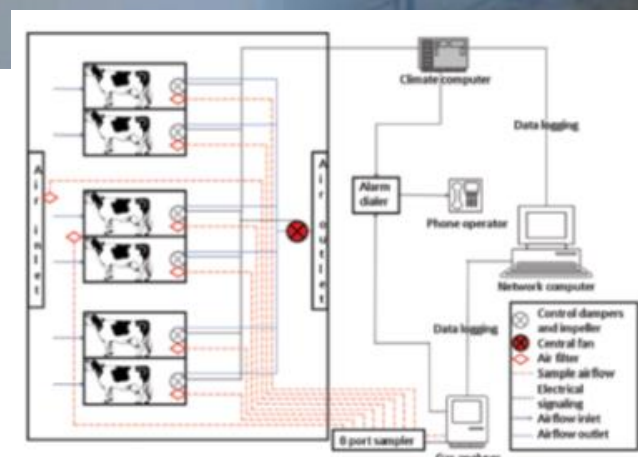 Climate computer
Data logging
Air inlet
Air outlet
Alarm
dialer
Phone operator
Network computer
Data logging
Control dampers
and impeller
Central fan
Air filter
Sample airflow
Electrical
signaling
Airflow inlet
Airflow outlet
8 port sampler